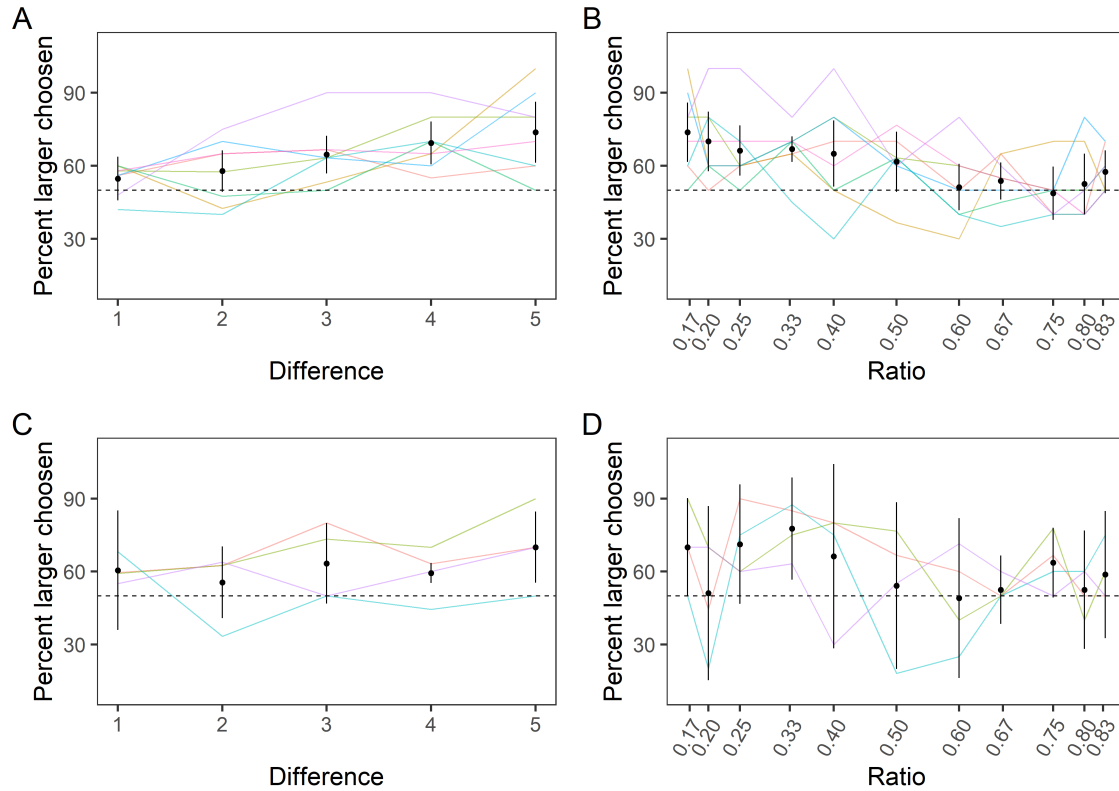 A
Percent larger choosen
90
60
30
1 2 3 4 5
Difference
B
Percent larger choosen
90
60
30
0.17 0.20 0.25 0.33 0.40 0.50 0.60 0.67 0.75 0.80 0.83
Ratio
C
Percent larger choosen
90
60
30
1 2 3 4 5
Difference
D
Percent larger choosen
90
60
30
0.17 0.20 0.25 0.33 0.40 0.50 0.60 0.67 0.75 0.80 0.83
Ratio